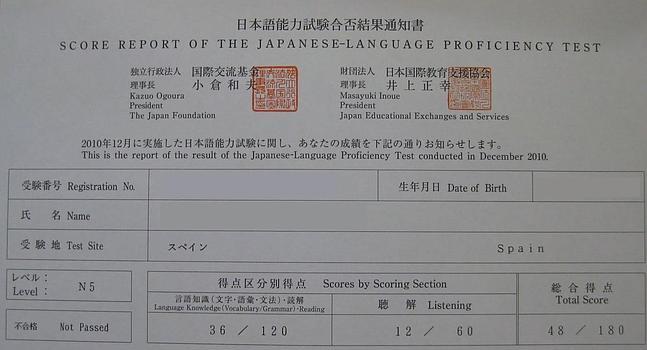 日本語能力試験合否結果通知書
SCORE REPORT OF THE JAPANESE-LANGUAGE PROFICIENCY TEST
独立行政法人 国際交流基金
理事長 小倉和夫
Kazuo Ogoura
President
The Japan Foundation
財団法人 日本国際教育支援協会
理事長 井上正幸
Masayuki Inoue
President
Japan Educational Exchanges and Services
2010年12月に実施した日本語能力試験に関し、あなたの成績を下記の通りお知らせします。
This is the report of the result of the Japanese-Language Proficiency Test conducted in December 2010.
受験番号 Registration No.
生年月日 Date of Birth
氏 名 Name
受験地 Test Site スペイン Spain
レベル：
Level： N5
不合格 Not Passed
得点区分別得点 Scores by Scoring Section
言語知識(文字・語彙・文法)・読解
Language Knowledge(Vocabulary/Grammar)・Reading
36 ／ 120
聴 解 Listening
12 ／ 60
総合得点
Total Score
48 ／ 180